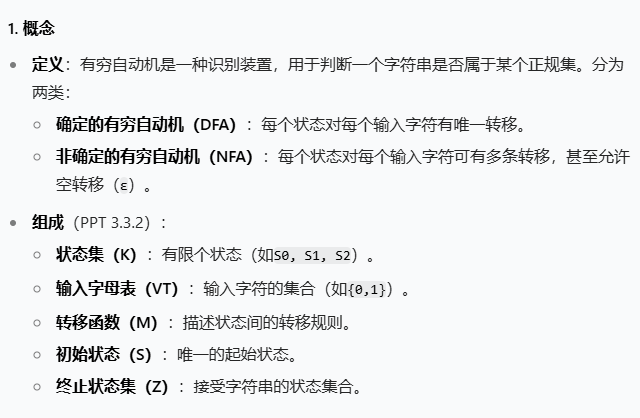 1. 概念
• 定义：有穷自动机是一种识别装置，用于判断一个字符串是否属于某个正规集。分为
两类：
○ 确定的有穷自动机（DFA）：每个状态对每个输入字符有唯一转移。
○ 非确定的有穷自动机（NFA）：每个状态对每个输入字符可有多条转移，甚至允许
空转移（ε）。
• 组成（PPT 3.3.2）：
○ 状态集（K）：有限个状态（如S0, S1, S2）。
○ 输入字母表（VT）：输入字符的集合（如{0,1}）。
○ 转移函数（M）：描述状态间的转移规则。
○ 初始状态（S）：唯一的起始状态。
○ 终止状态集（Z）：接受字符串的状态集合。